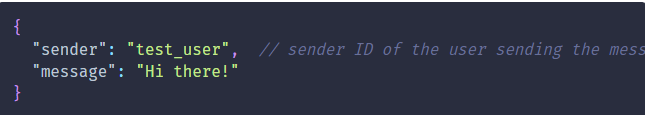 {
"sender": "test_user", // sender ID of the user sending the mess
"message": "Hi there!"
}